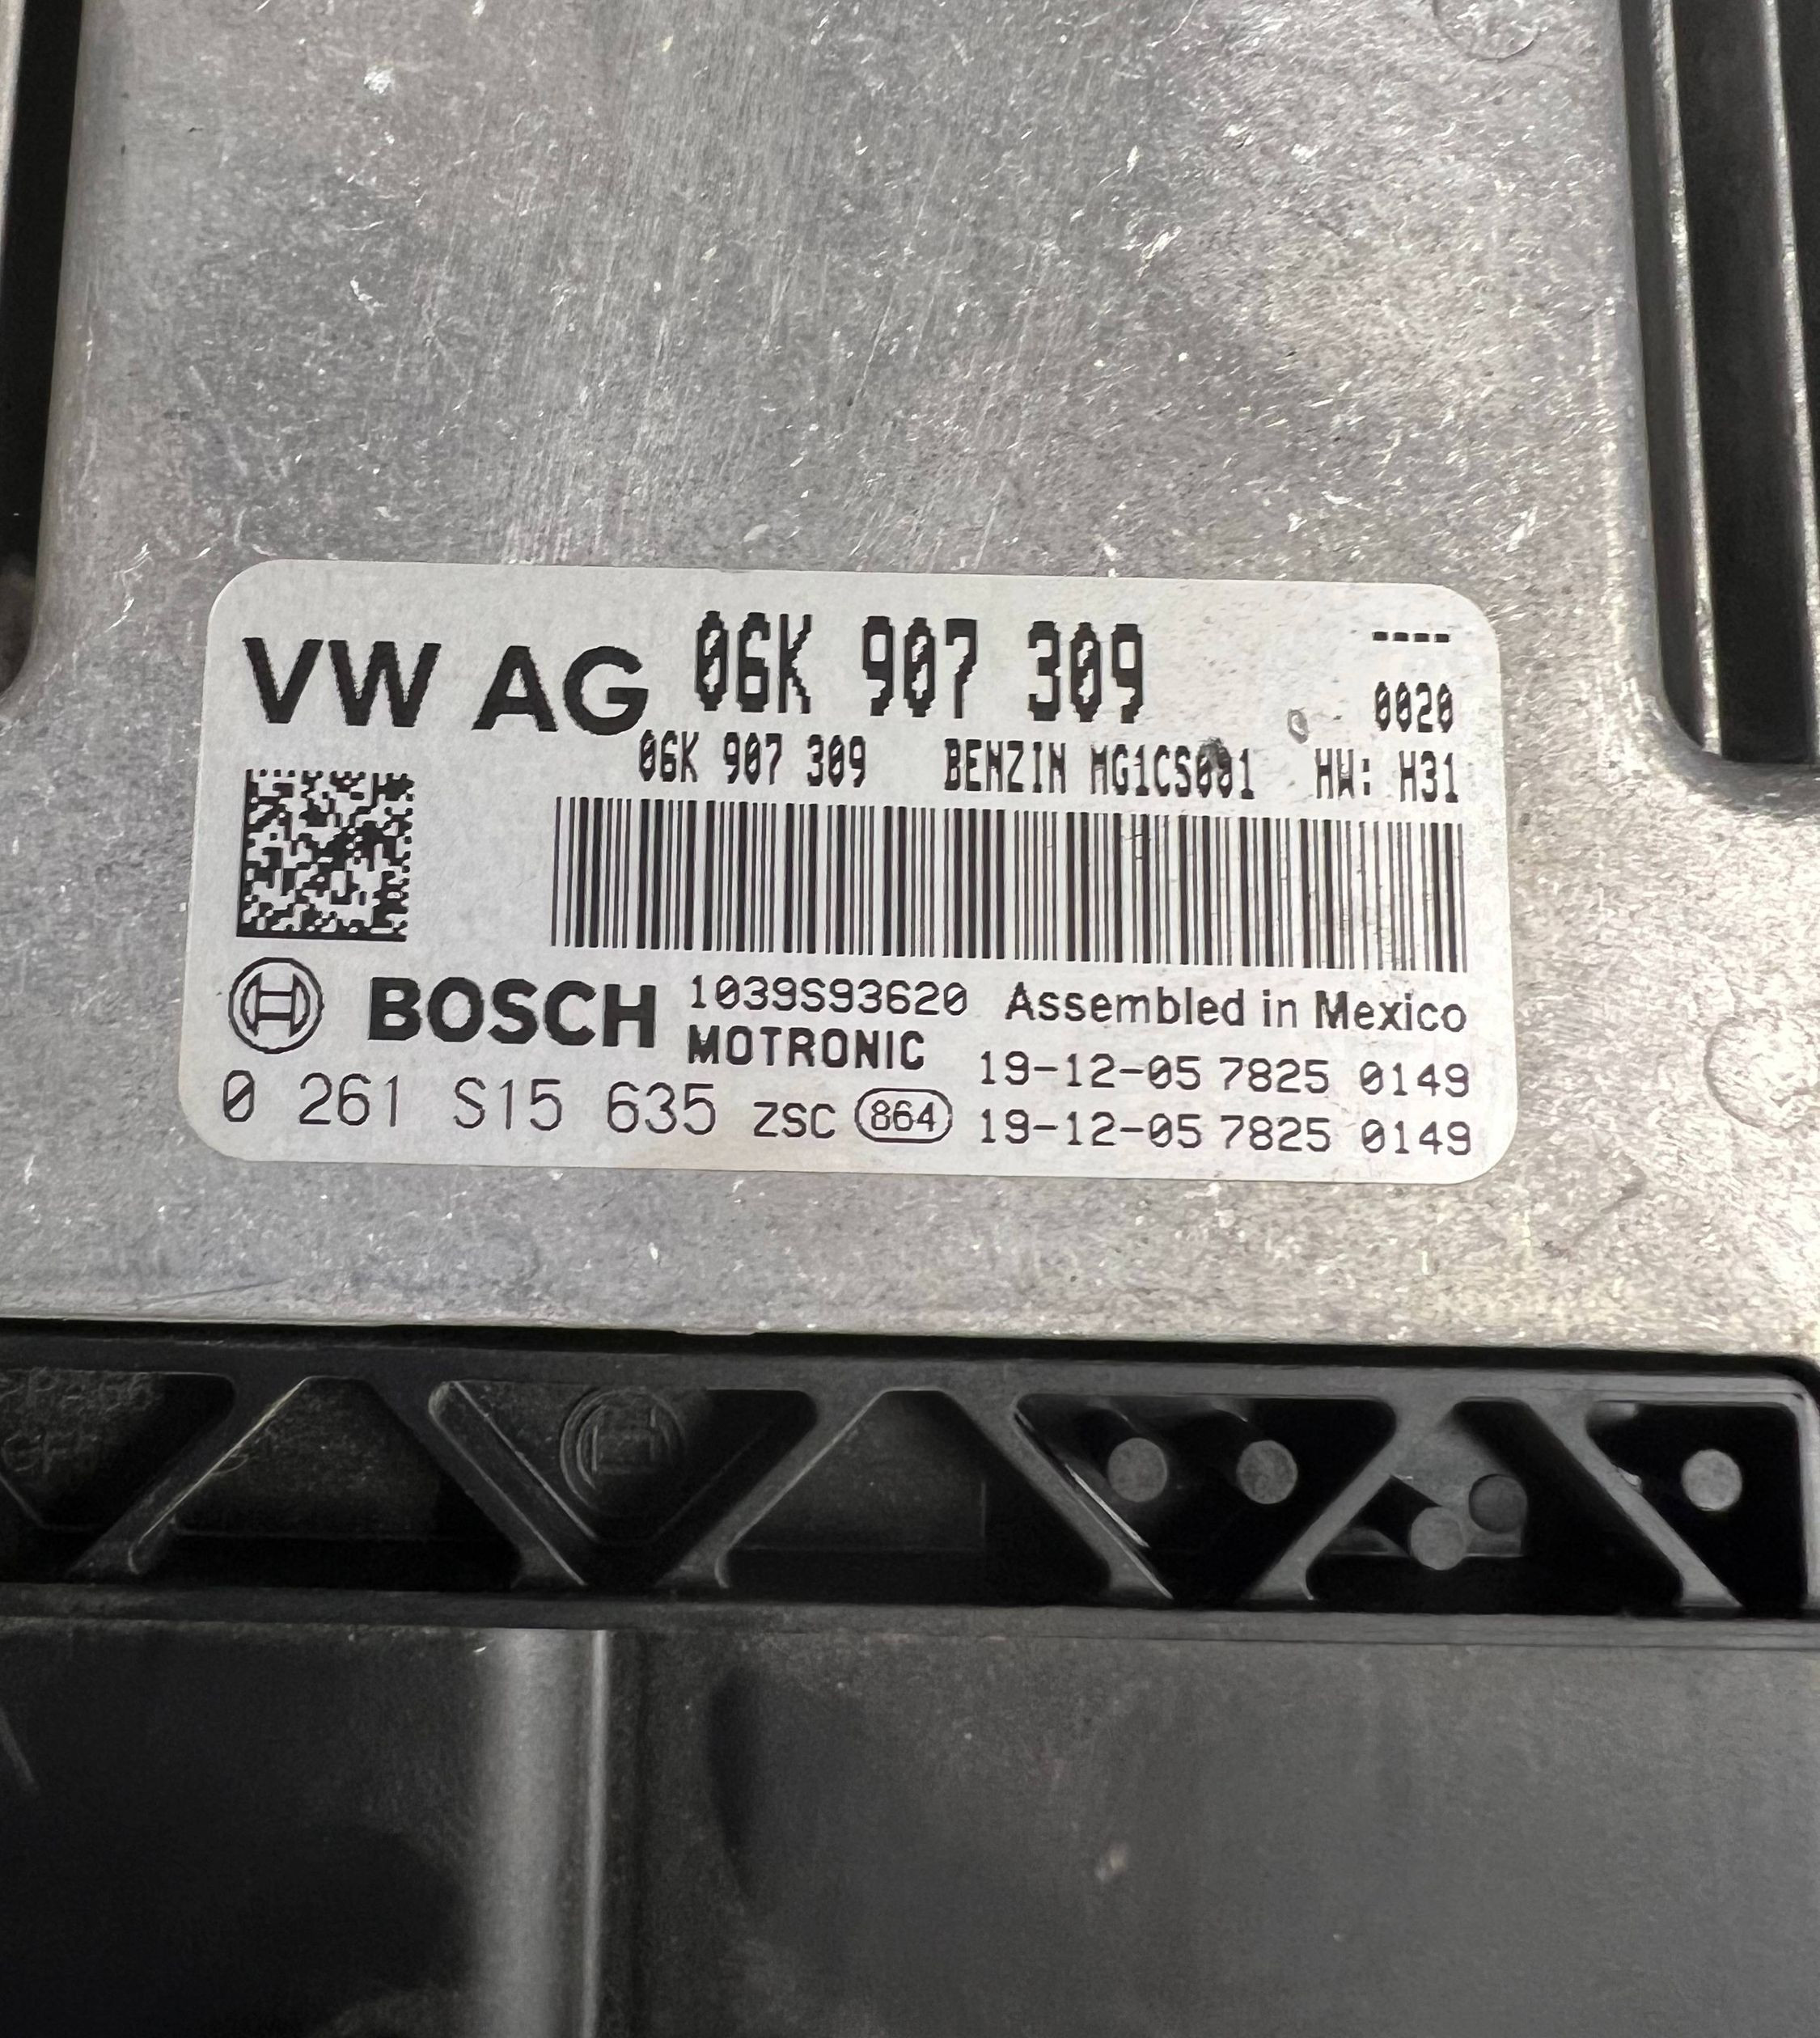 VW AG 06K 907 309 ----
0020
06K 907 309 BENZIN MG1CS001 HW: H31
BOSCH 1039S93620 Assembled in Mexico
MOTRONIC 19-12-05 7825 0149
0 261 S15 635 ZSC 864 19-12-05 7825 0149